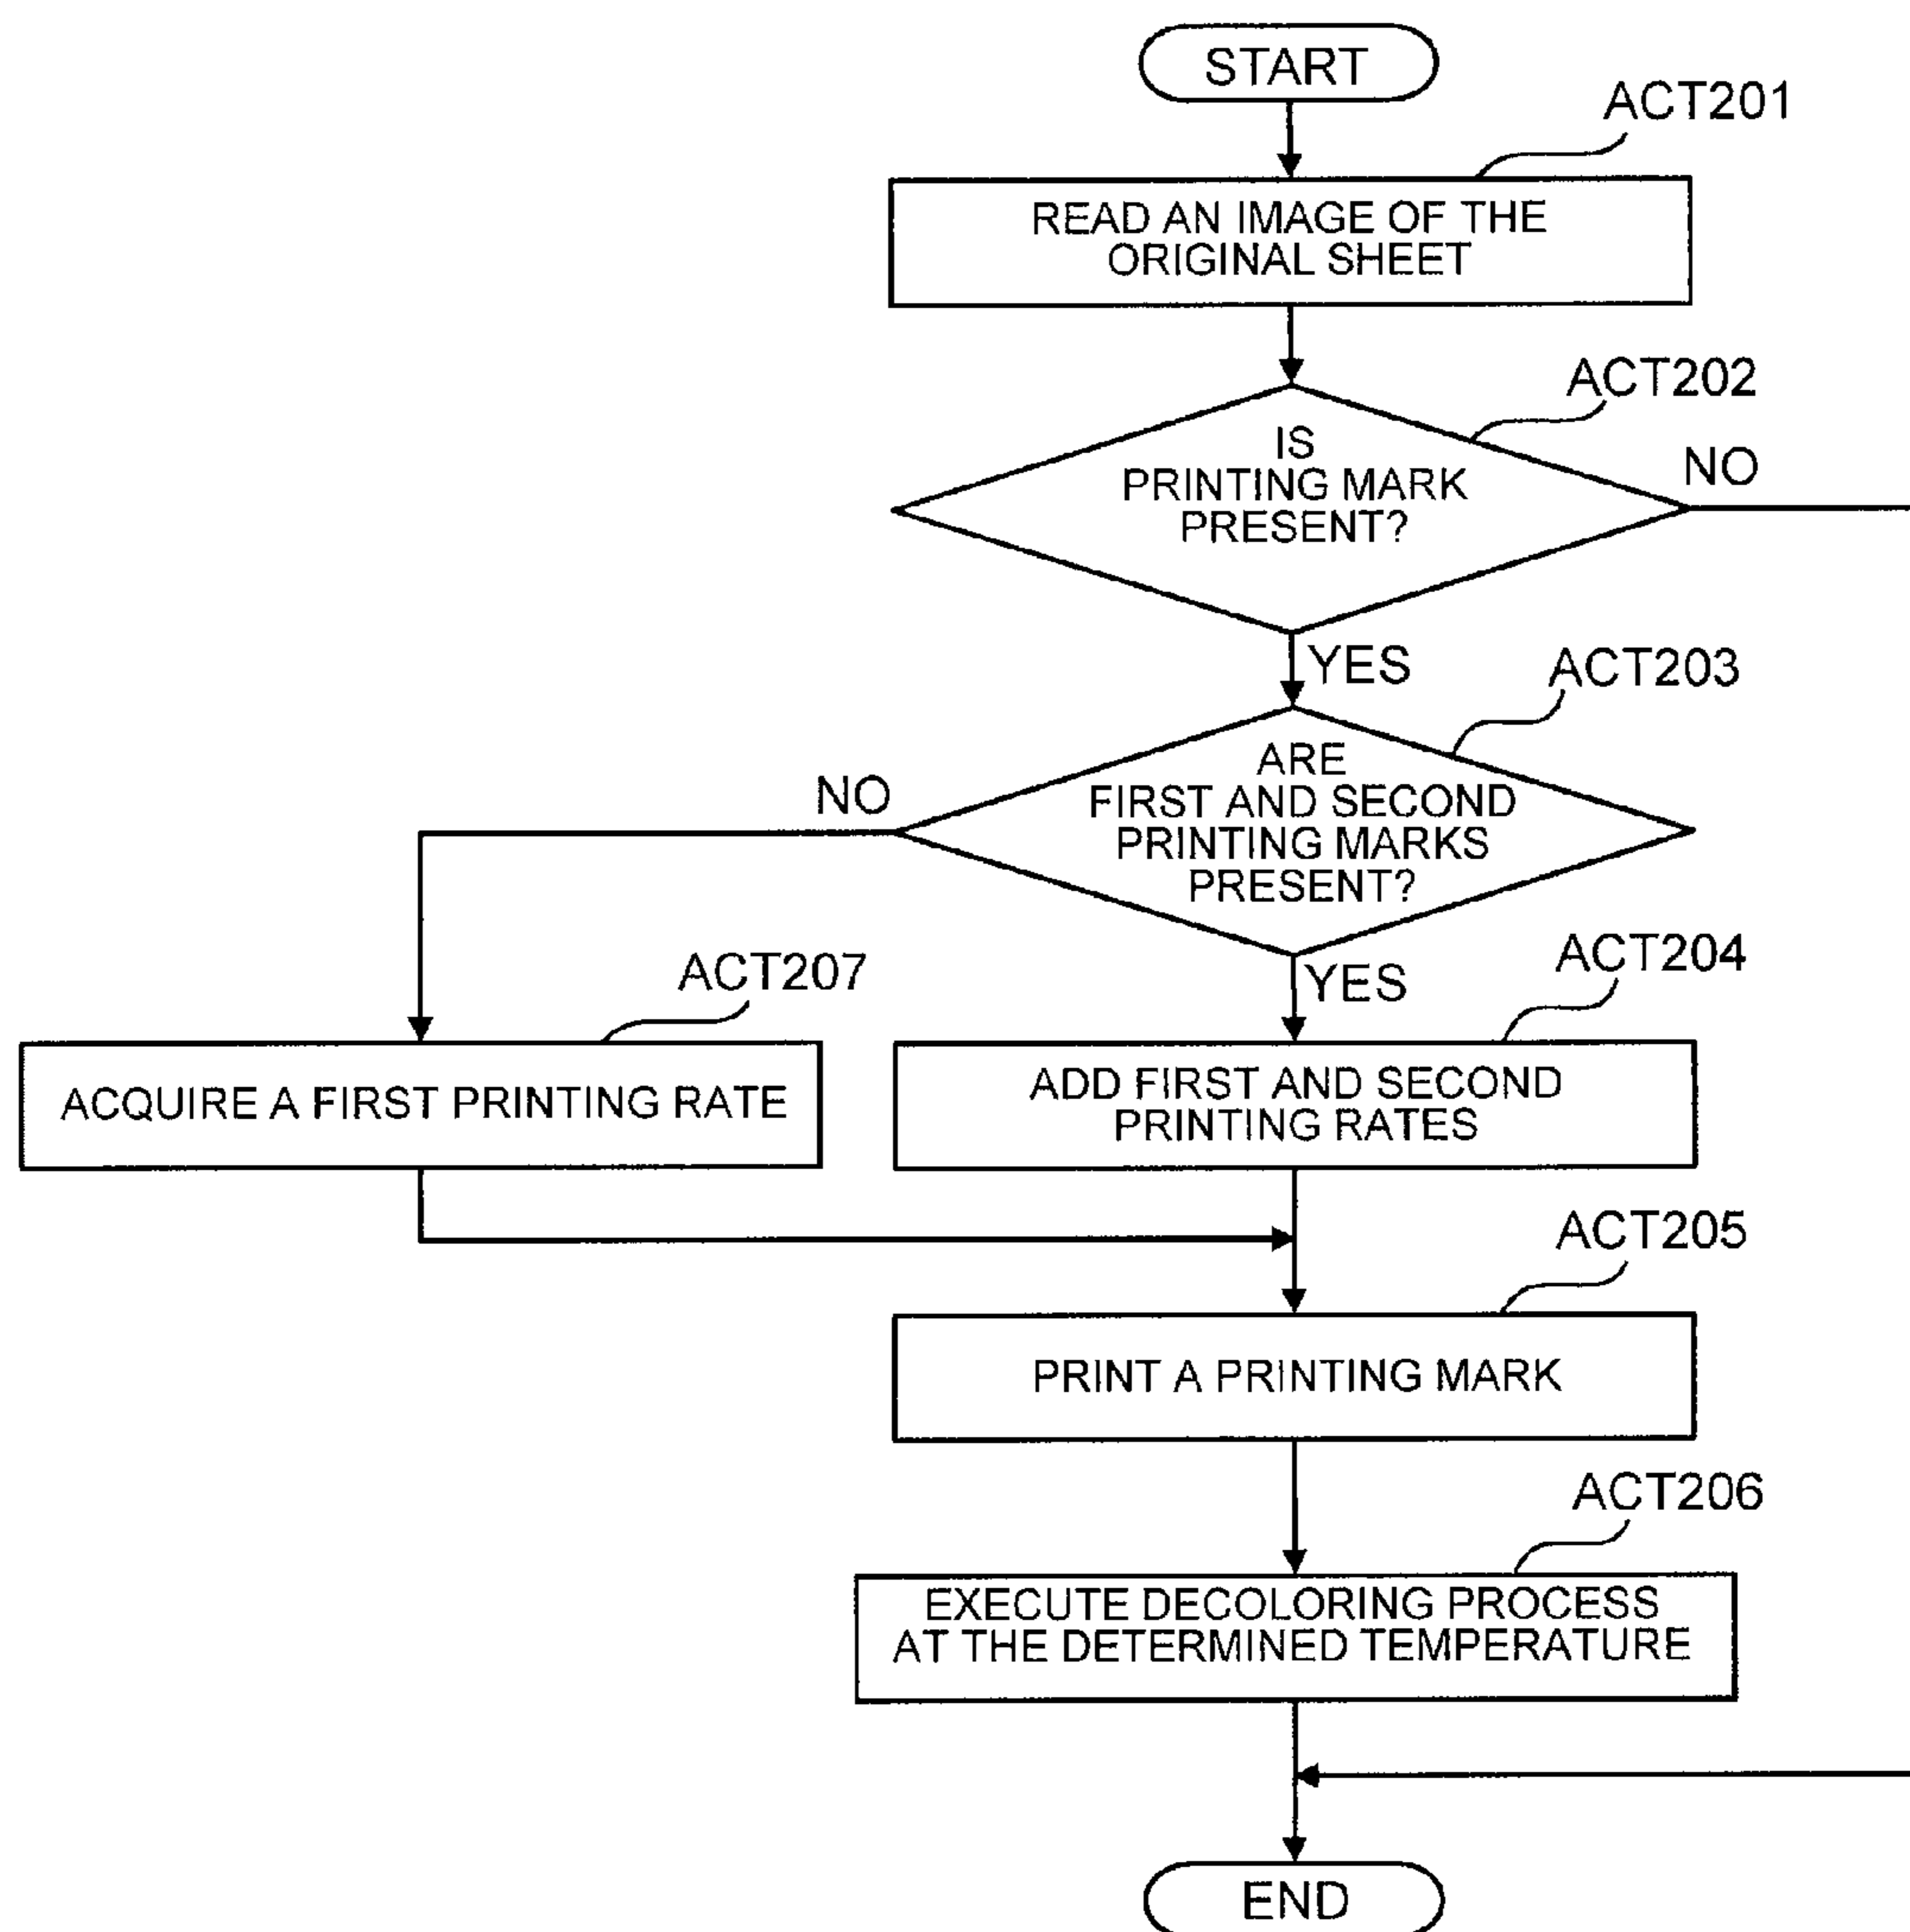 START
ACT201
READ AN IMAGE OF THE
ORIGINAL SHEET
ACT202
IS
PRINTING MARK
PRESENT?
NO
YES
ACT203
ARE
FIRST AND SECOND
PRINTING MARKS
PRESENT?
NO
YES
ACT204
ACT207
ACQUIRE A FIRST PRINTING RATE
ADD FIRST AND SECOND
PRINTING RATES
ACT205
PRINT A PRINTING MARK
ACT206
EXECUTE DECOLORING PROCESS
AT THE DETERMINED TEMPERATURE
END